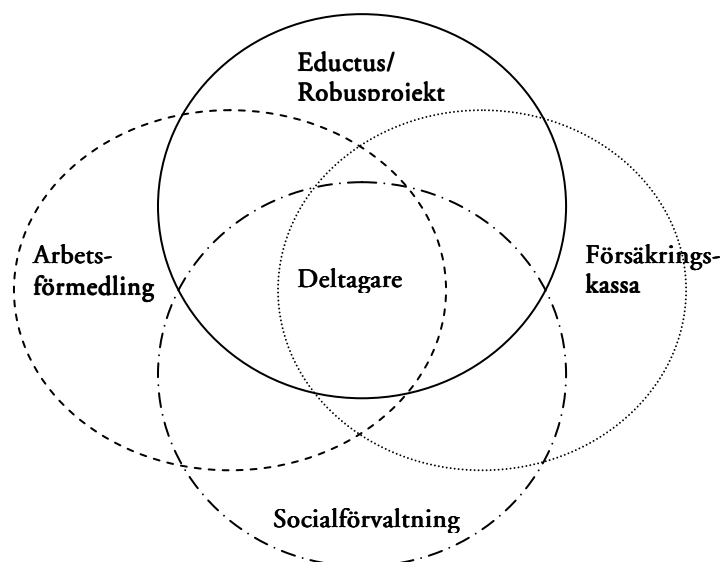 Eductus/
Robusprojekt
Arbets-
förmedling
Försäkrings-
kassa
Deltagare
Socialförvaltning